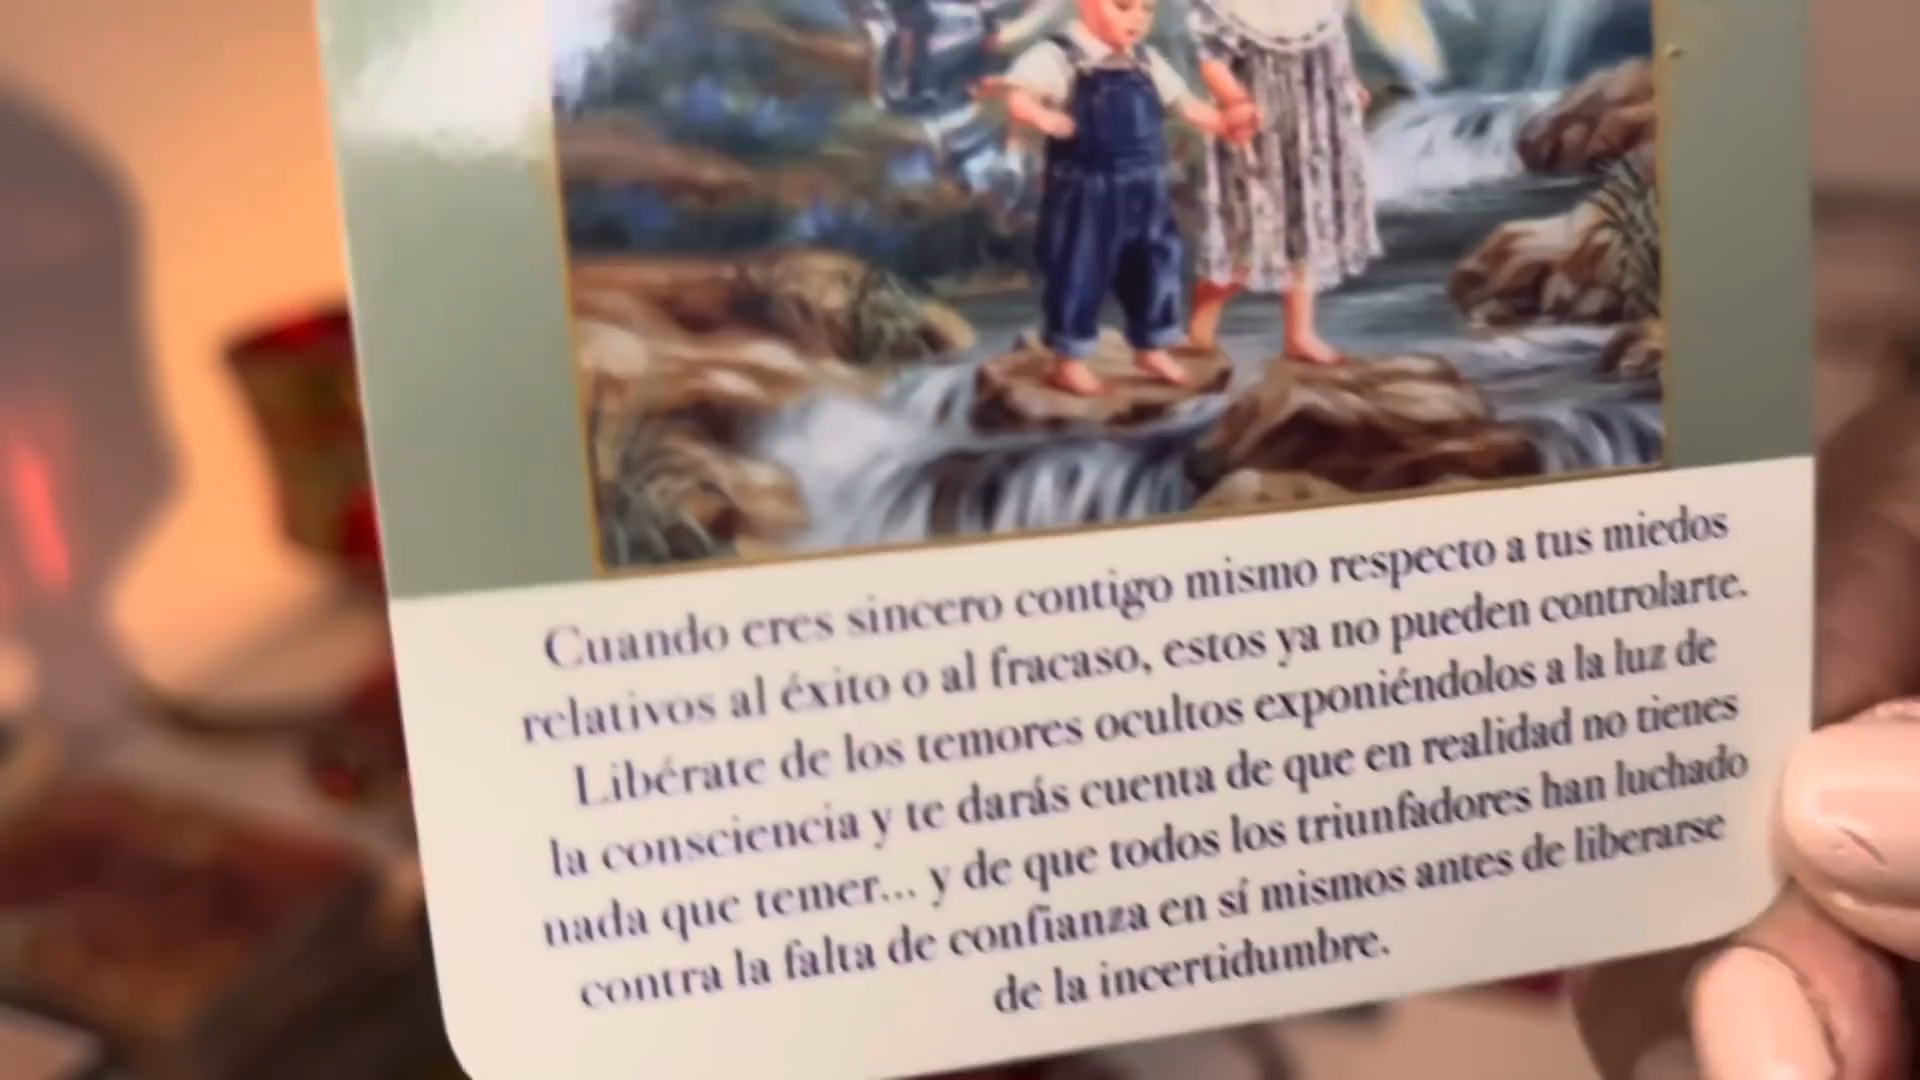 Cuando eres sincero contigo mismo respecto a tus miedos
relativos al éxito o al fracaso, estos ya no pueden controlarte.
Libérate de los temores ocultos exponiéndolos a la luz de
la consciencia y te darás cuenta de que en realidad no tienes
nada que temer... y de que todos los triunfadores han luchado
contra la falta de confianza en sí mismos antes de liberarse
de la incertidumbre.